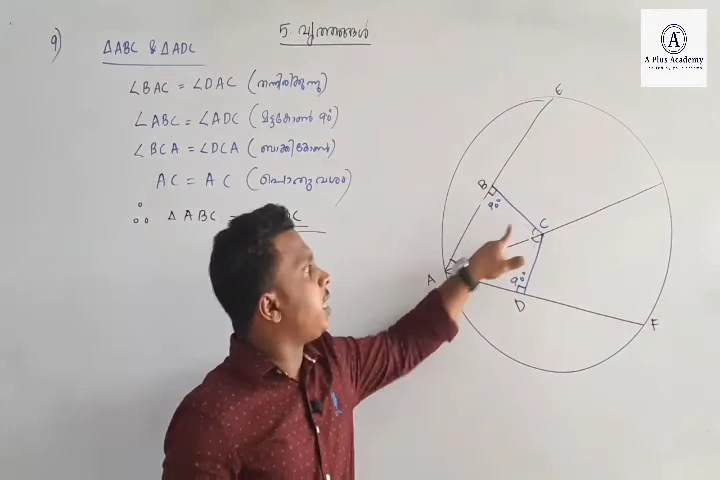 5. വൃത്തങ്ങൾ
9)
△ABC & △ADC
∠BAC = ∠DAC (തന്നിരിക്കുന്നു)
∠ABC = ∠ADC (മട്ടകോൺ 90°)
∠BCA = ∠DCA (ബാക്കി കോൺ)
AC = AC (പൊതുവശം)
∴ △ABC
A Plus Academy
E
B
90°
C
A
90°
D
F